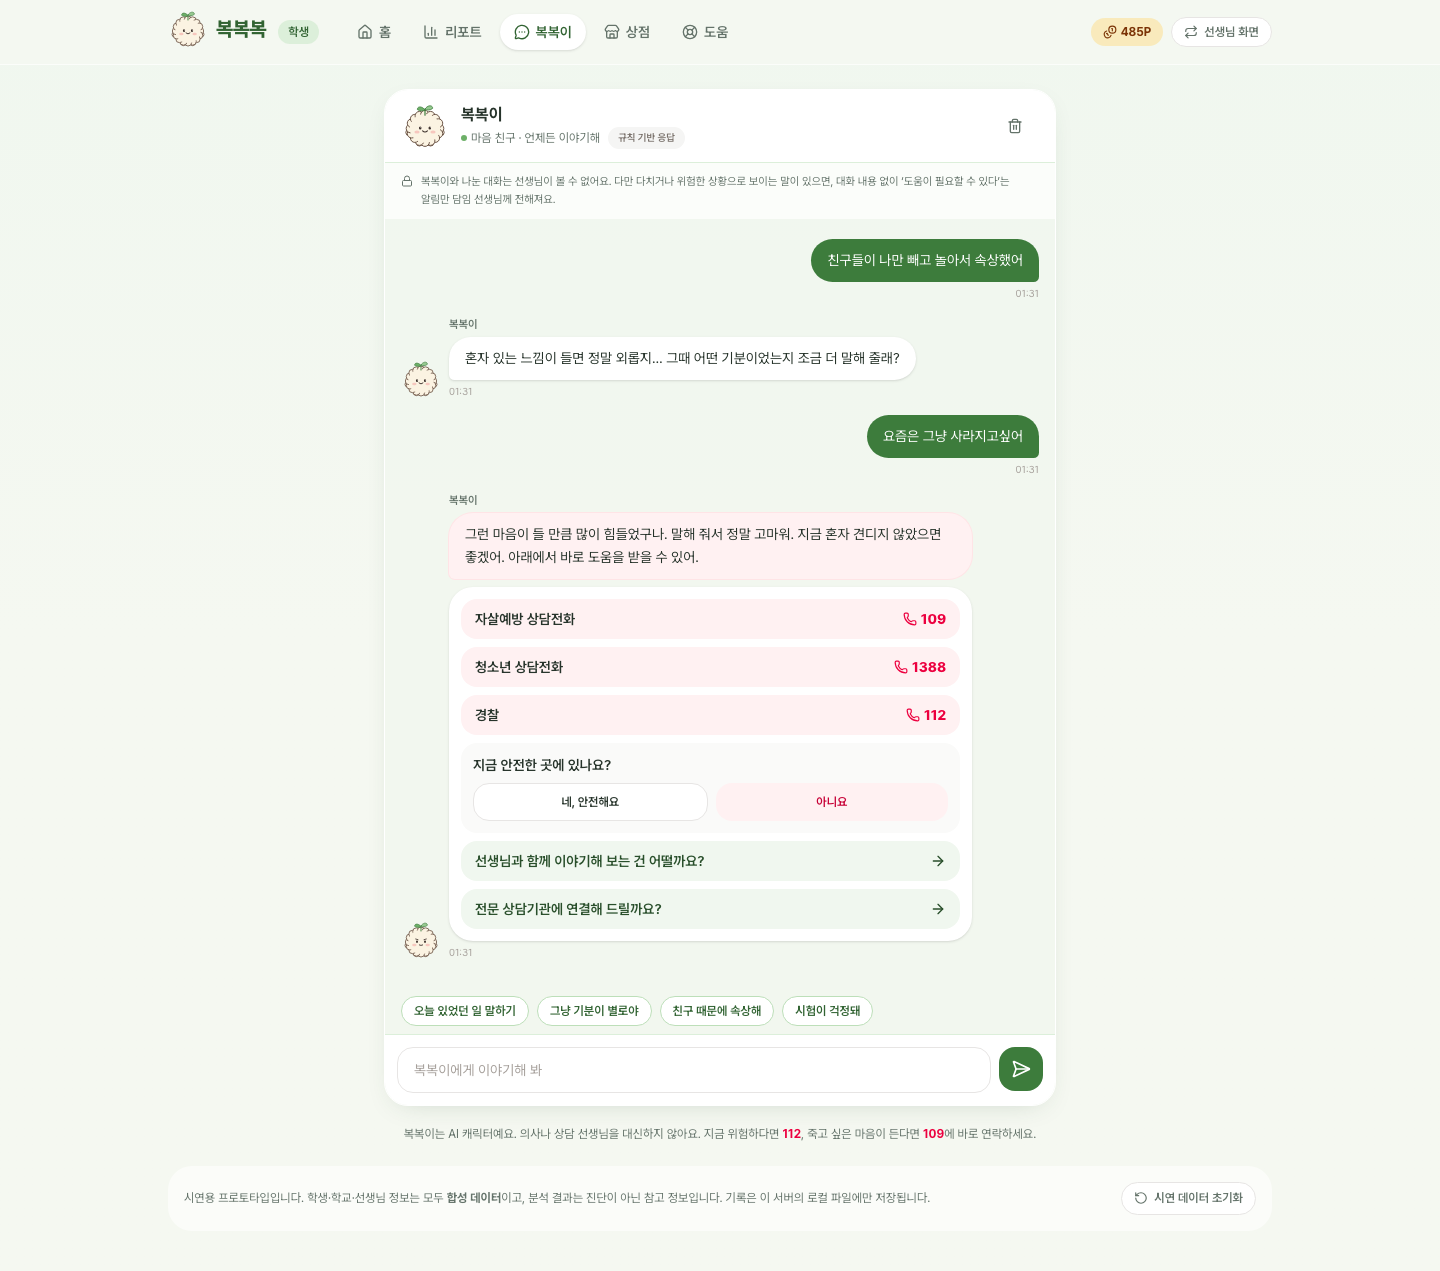 복복복 학생 홈 리포트 복복이 상점 도움 485P 선생님 화면
복복이
마음 친구 · 언제든 이야기해 규칙 기반 응답
복복이와 나눈 대화는 선생님이 볼 수 없어요. 다만 다치거나 위험한 상황으로 보이는 말이 있으면, 대화 내용 없이 '도움이 필요할 수 있다'는
알림만 담임 선생님께 전해져요.
친구들이 나만 빼고 놀아서 속상했어
01:31
복복이
혼자 있는 느낌이 들면 정말 외롭지... 그때 어떤 기분이었는지 조금 더 말해 줄래?
01:31
요즘은 그냥 사라지고싶어
01:31
복복이
그런 마음이 들 만큼 많이 힘들었구나. 말해 줘서 정말 고마워. 지금 혼자 견디지 않았으면
좋겠어. 아래에서 바로 도움을 받을 수 있어.
자살예방 상담전화 109
청소년 상담전화 1388
경찰 112
지금 안전한 곳에 있나요?
네, 안전해요 아니요
선생님과 함께 이야기해 보는 건 어떨까요?
전문 상담기관에 연결해 드릴까요?
01:31
오늘 있었던 일 말하기 그냥 기분이 별로야 친구 때문에 속상해 시험이 걱정돼
복복이에게 이야기해 봐
복복이는 AI 캐릭터예요. 의사나 상담 선생님을 대신하지 않아요. 지금 위험하다면 112, 죽고 싶은 마음이 든다면 109에 바로 연락하세요.
시연용 프로토타입입니다. 학생·학교·선생님 정보는 모두 합성 데이터이고, 분석 결과는 진단이 아닌 참고 정보입니다. 기록은 이 서버의 로컬 파일에만 저장됩니다. 시연 데이터 초기화